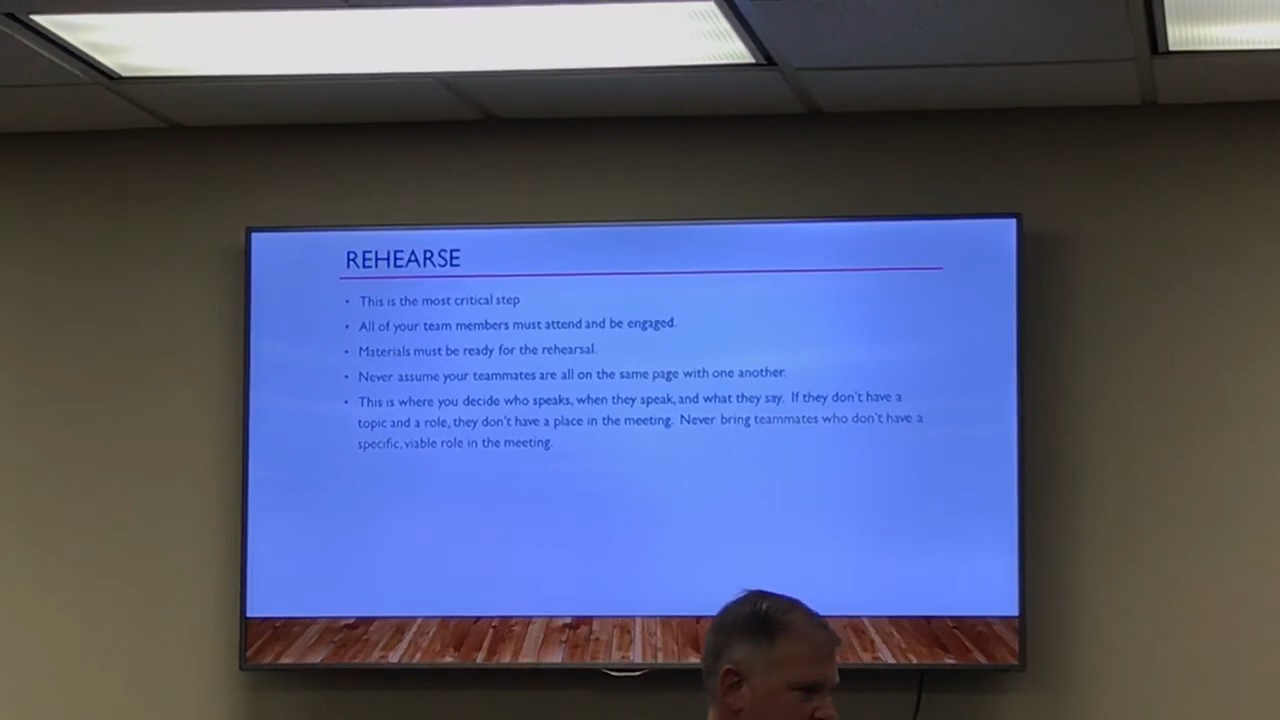 REHEARSE
• This is the most critical step
• All of your team members must attend and be engaged.
• Materials must be ready for the rehearsal.
• Never assume your teammates are all on the same page with one another.
• This is where you decide who speaks, when they speak, and what they say. If they don't have a
topic and a role, they don't have a place in the meeting. Never bring teammates who don't have a
specific, viable role in the meeting.